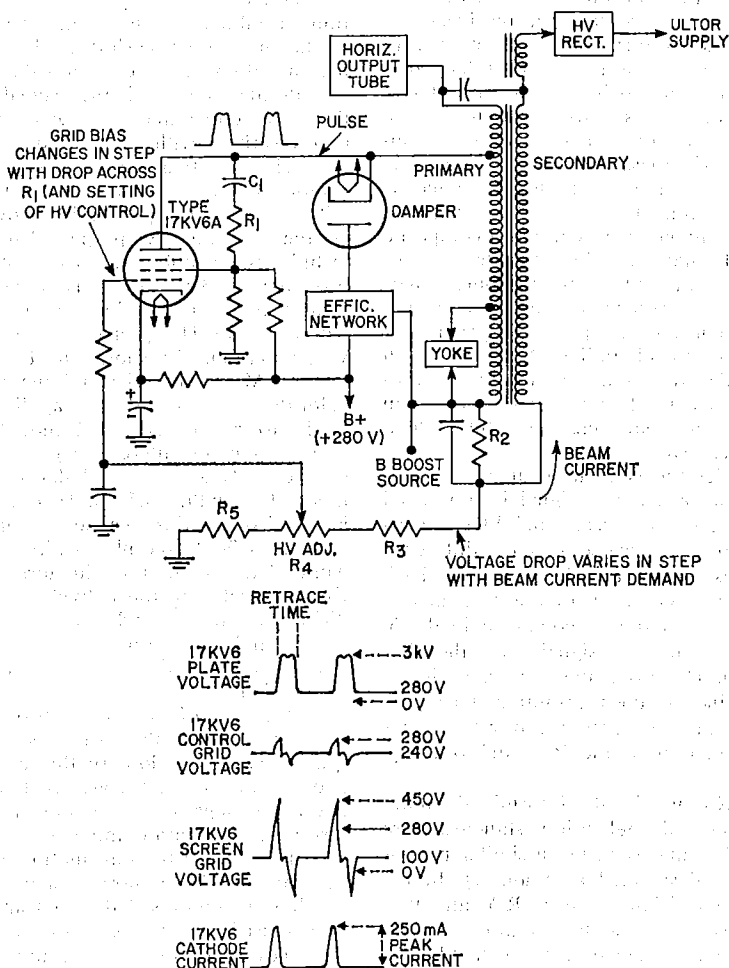 HV
RECT.
ULTOR
SUPPLY
HORIZ.
OUTPUT
TUBE
GRID BIAS
CHANGES IN STEP
WITH DROP ACROSS
R1 (AND SETTING
OF HV CONTROL)
PULSE
PRIMARY
SECONDARY
TYPE
17KV6A
C1
R1
DAMPER
EFFIC.
NETWORK
YOKE
+
-
B+
(+280 V)
R2
B BOOST
SOURCE
BEAM
CURRENT
R5
HV ADJ.
R4
R3
VOLTAGE DROP VARIES IN STEP
WITH BEAM CURRENT DEMAND
RETRACE
TIME
17KV6
PLATE
VOLTAGE
3kV
280V
0V
17KV6
CONTROL
GRID
VOLTAGE
280V
240V
17KV6
SCREEN
GRID
VOLTAGE
450V
280V
100V
0V
17KV6
CATHODE
CURRENT
250mA
PEAK
CURRENT